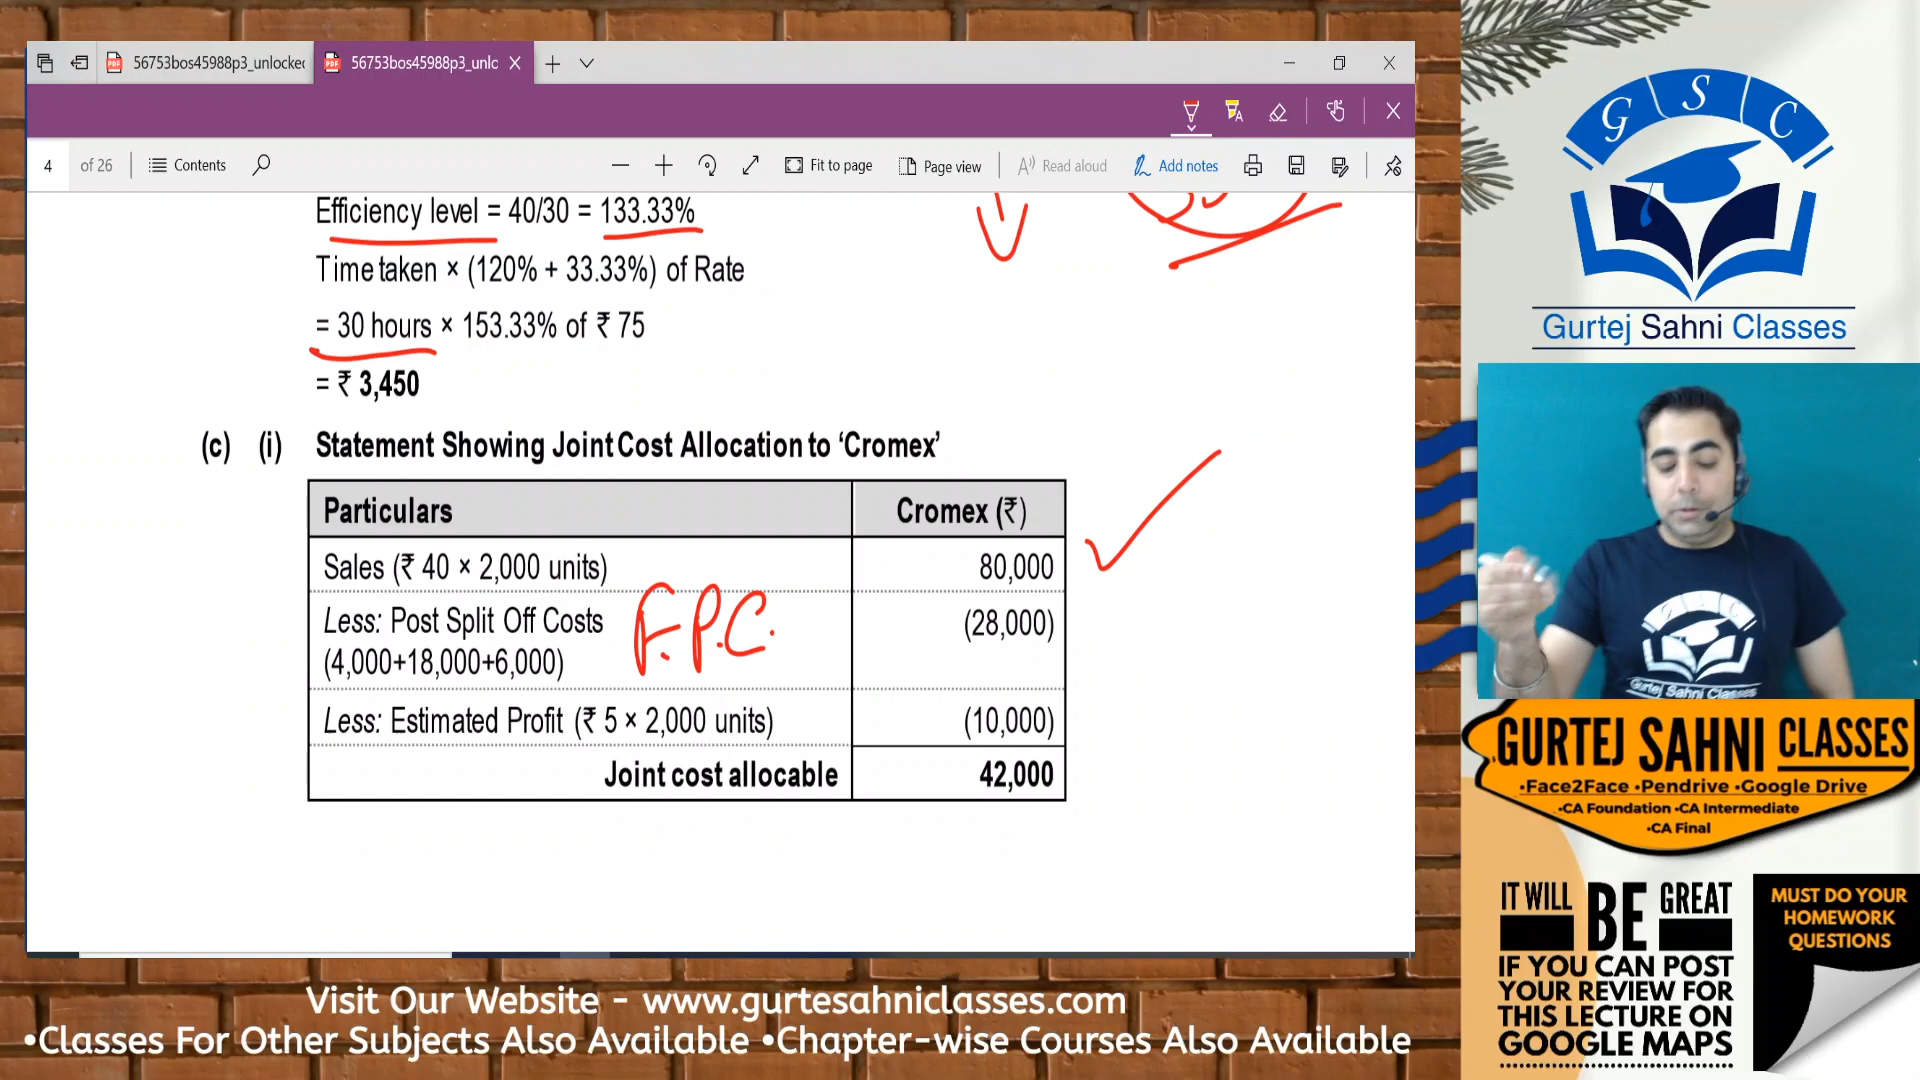 56753bos45988p3_unlocked
56753bos45988p3_unlo
4 of 26 Contents Fit to page Page view Read aloud Add notes
Efficiency level = 40/30 = 133.33%
Time taken × (120% + 33.33%) of Rate
= 30 hours × 153.33% of ₹ 75
= ₹ 3,450
(c) (i) Statement Showing Joint Cost Allocation to ‘Cromex’
Particulars Cromex (₹)
Sales (₹ 40 × 2,000 units) 80,000
Less: Post Split Off Costs (28,000)
(4,000+18,000+6,000)
F.P.C.
Less: Estimated Profit (₹ 5 × 2,000 units) (10,000)
Joint cost allocable 42,000
G S C
Gurtej Sahni Classes
Gurtej Sahni Classes
GURTEJ SAHNI CLASSES
•Face2Face •Pendrive •Google Drive
•CA Foundation •CA Intermediate
•CA Final
IT WILL BE GREAT
IF YOU CAN POST
YOUR REVIEW FOR
THIS LECTURE ON
GOOGLE MAPS
MUST DO YOUR
HOMEWORK
QUESTIONS
Visit Our Website - www.gurtesahniclasses.com
•Classes For Other Subjects Also Available •Chapter-wise Courses Also Available